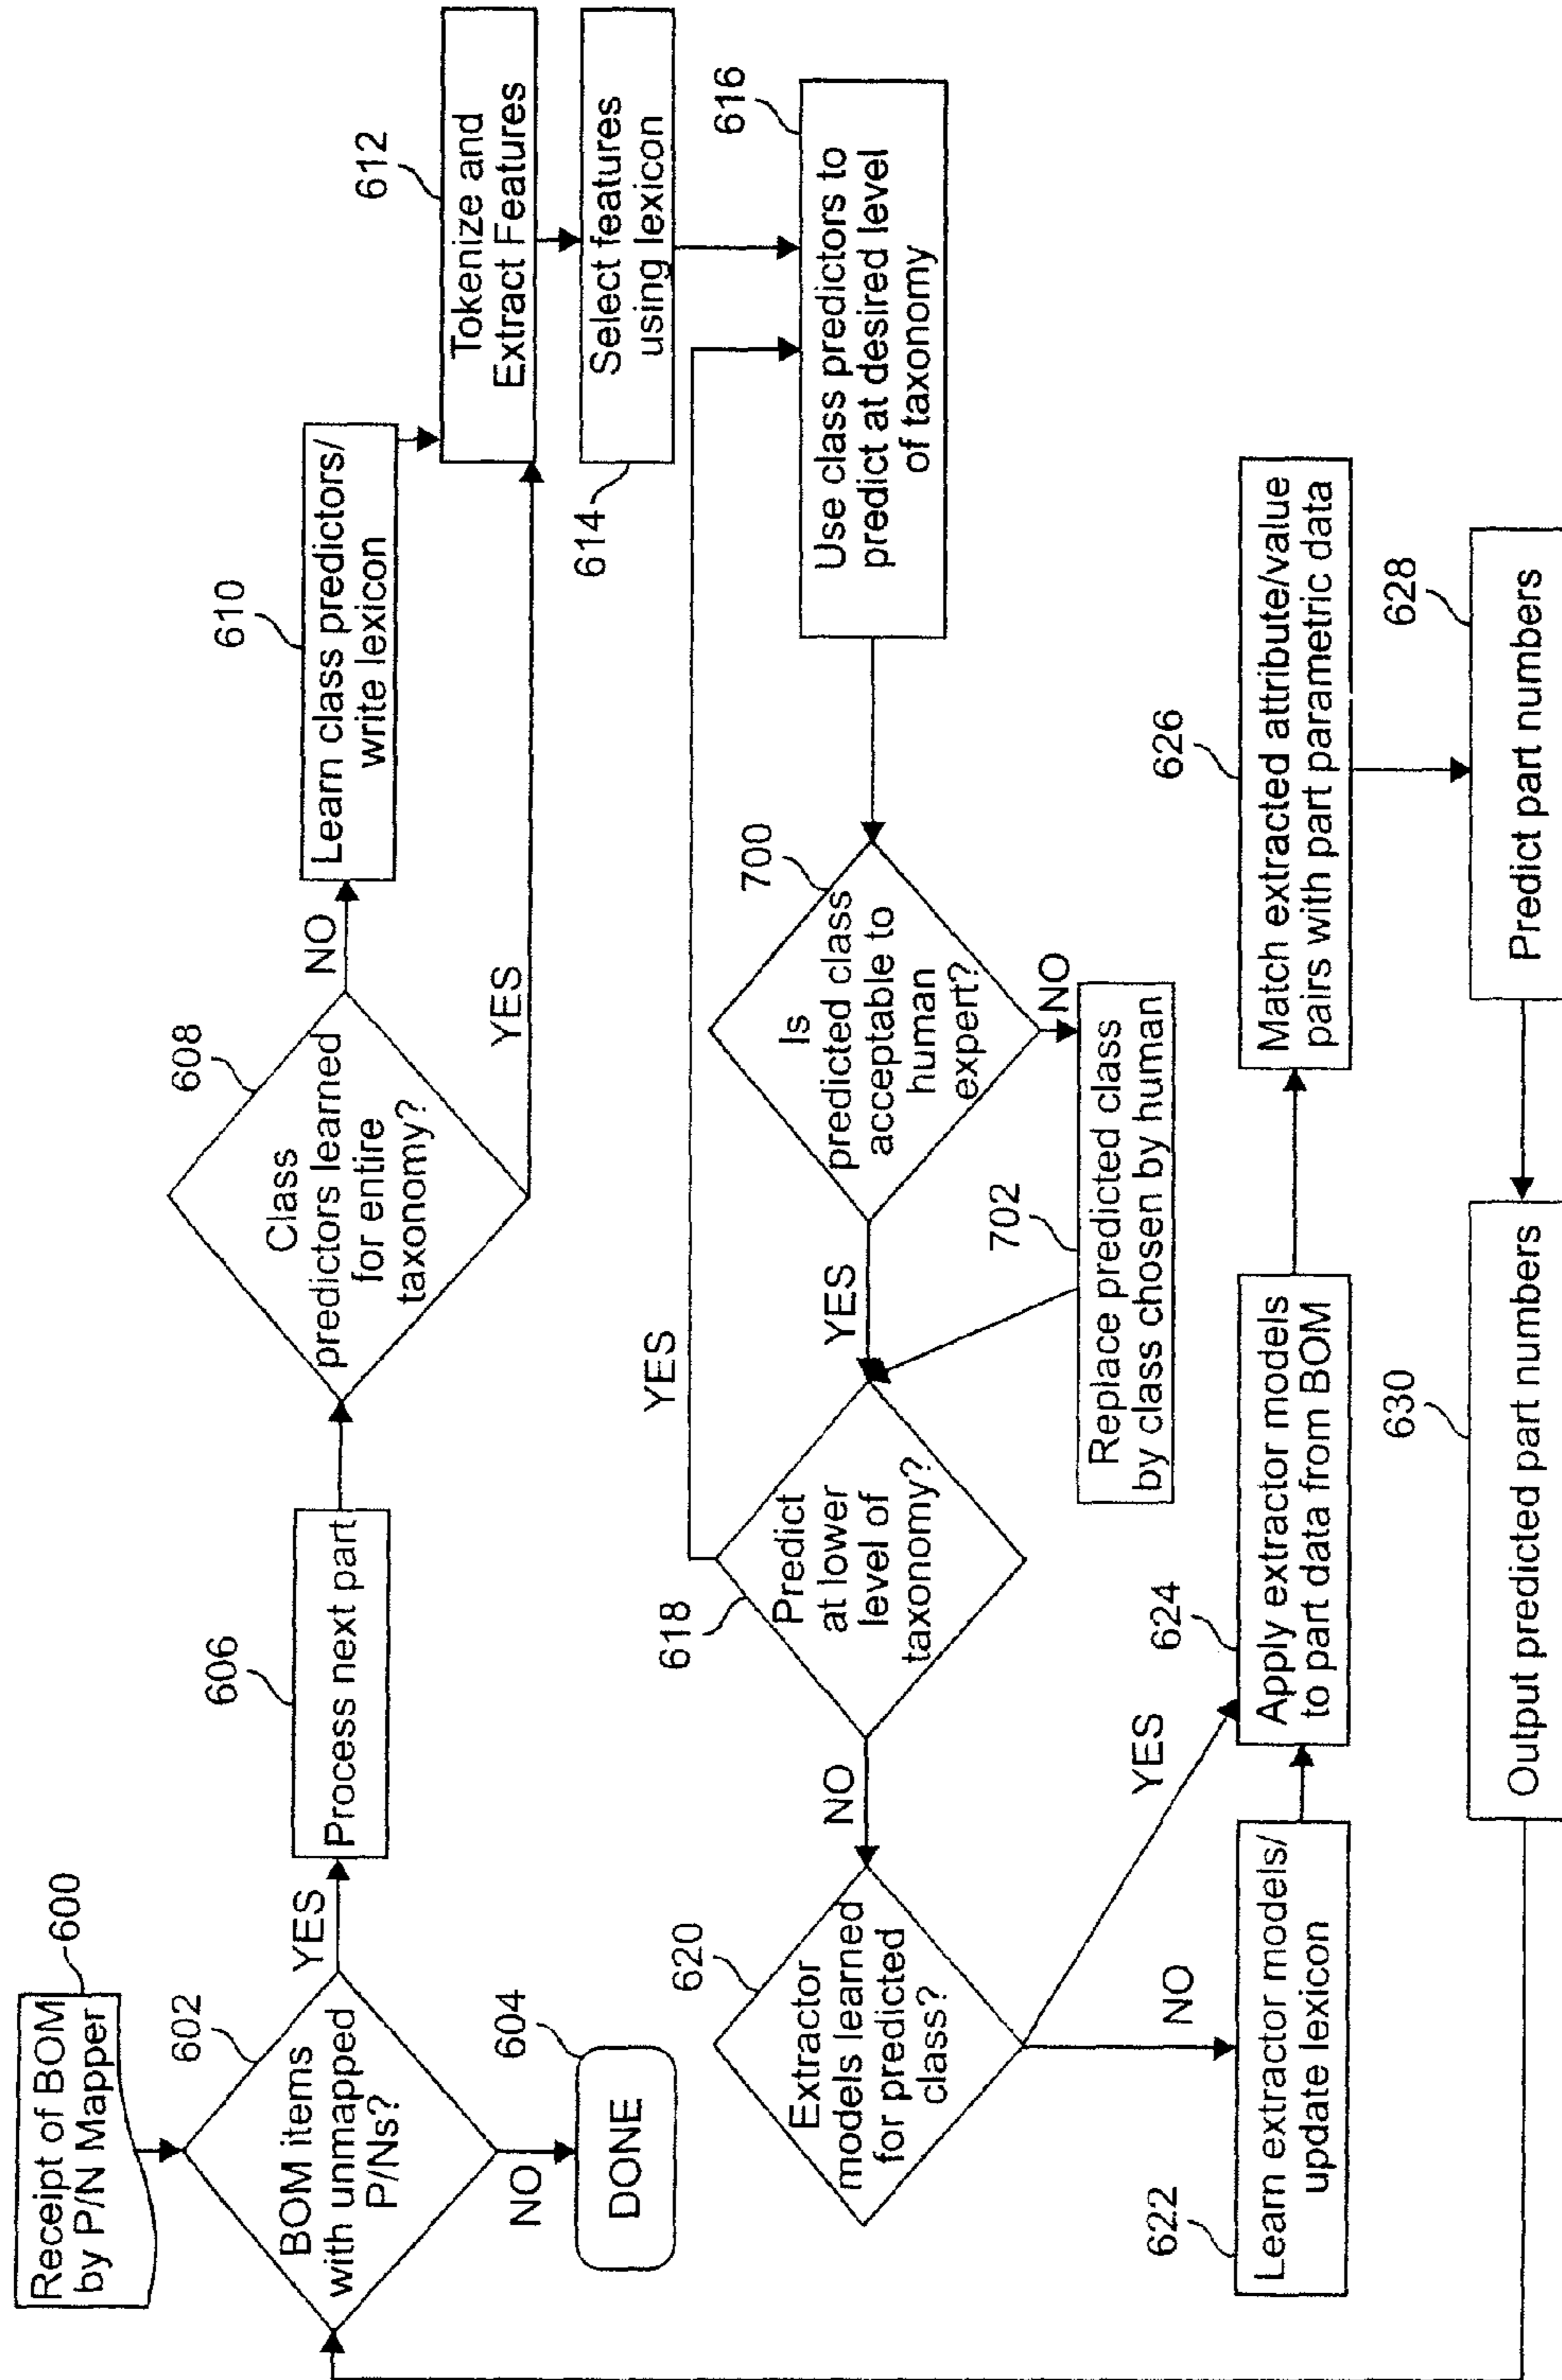 Receipt of BOM
by P/N Mapper
600
602
BOM items
with unmapped
P/Ns?
YES
NO
604
DONE
606
Process next part
608
Class
predictors learned
for entire
taxonomy?
NO
YES
610
Learn class predictors/
write lexicon
612
Tokenize and
Extract Features
614
Select features
using lexicon
616
Use class predictors to
predict at desired level
of taxonomy
700
Is
predicted class
acceptable to
human
expert?
YES
NO
702
Replace predicted class
by class chosen by human
618
Predict
at lower
level of
taxonomy?
YES
NO
620
Extractor
models learned
for predicted
class?
YES
NO
622
Learn extractor models/
update lexicon
624
Apply extractor models
to part data from BOM
626
Match extracted attribute/value
pairs with part parametric data
628
Predict part numbers
630
Output predicted part numbers